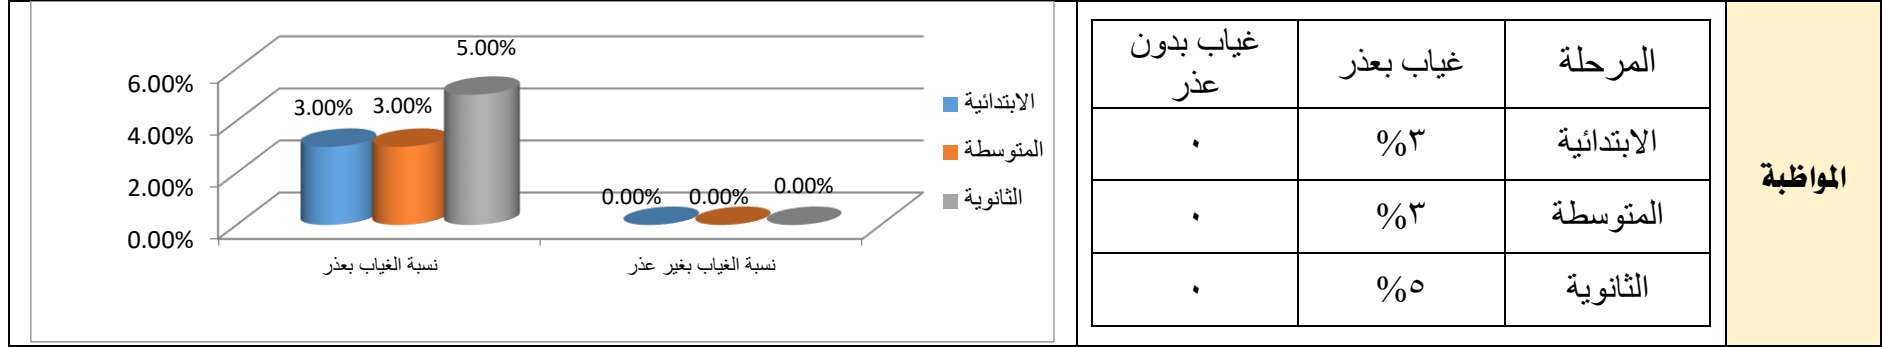 المواظبة
المرحلة غياب بعذر غياب بدون
عذر
الابتدائية %٣ ٠
المتوسطة %٣ ٠
الثانوية %٥ ٠
6.00%
4.00%
2.00%
0.00%
3.00% 3.00% 5.00%
0.00% 0.00% 0.00%
نسبة الغياب بعذر
نسبة الغياب بغير عذر
الابتدائية
المتوسطة
الثانوية